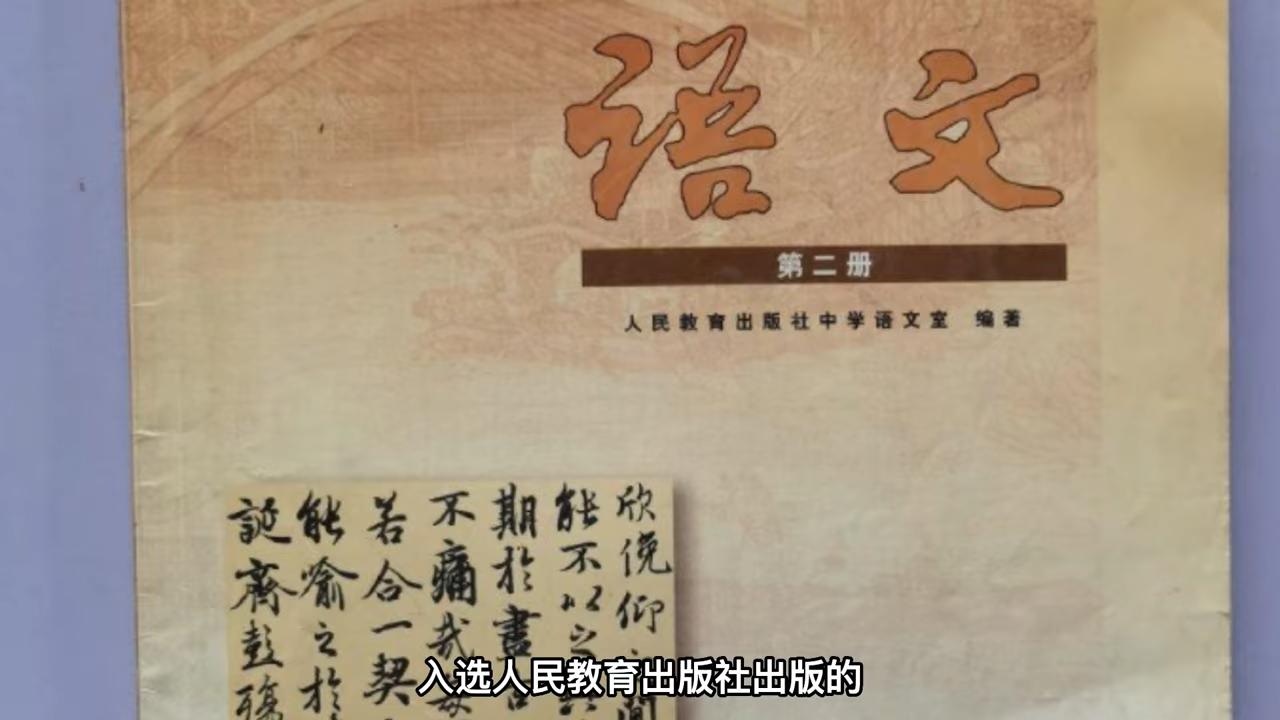 语文
第二册
人民教育出版社中学语文室 编著
欣俛仰
能不以之
期於書
不痛哉
若合一契
能喻之於
誕齊彭殤
入选人民教育出版社出版的